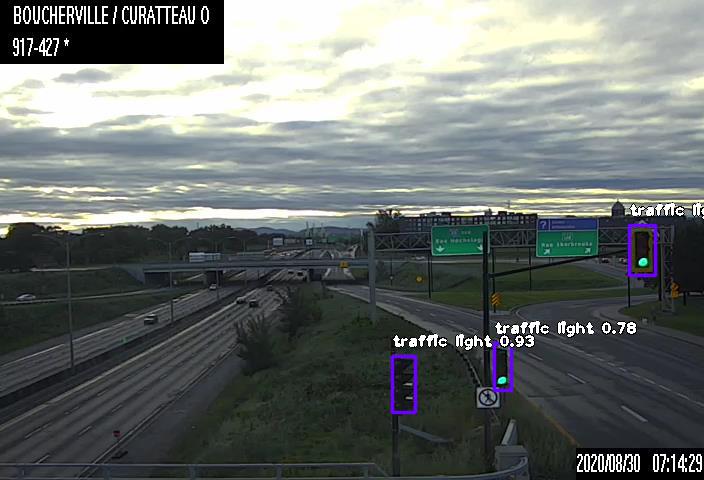 BOUCHERVILLE / CURATTEAU O
917-427 *
traffic lig
Rue Hochelaga
Rue Sherbrooke
traffic light 0.78
traffic light 0.93
2020/08/30 07:14:29